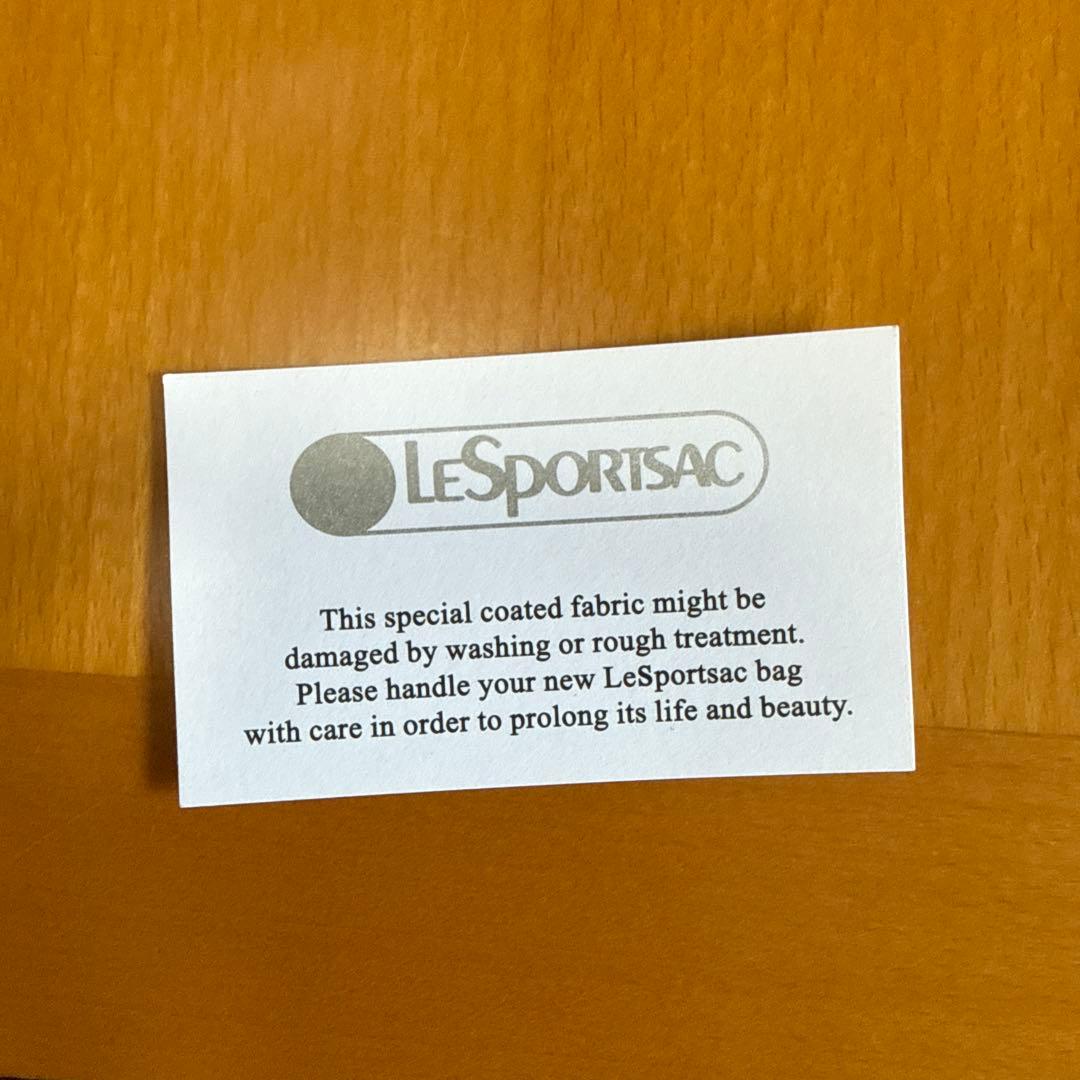 LESPORTSAC
This special coated fabric might be
damaged by washing or rough treatment.
Please handle your new LeSportsac bag
with care in order to prolong its life and beauty.